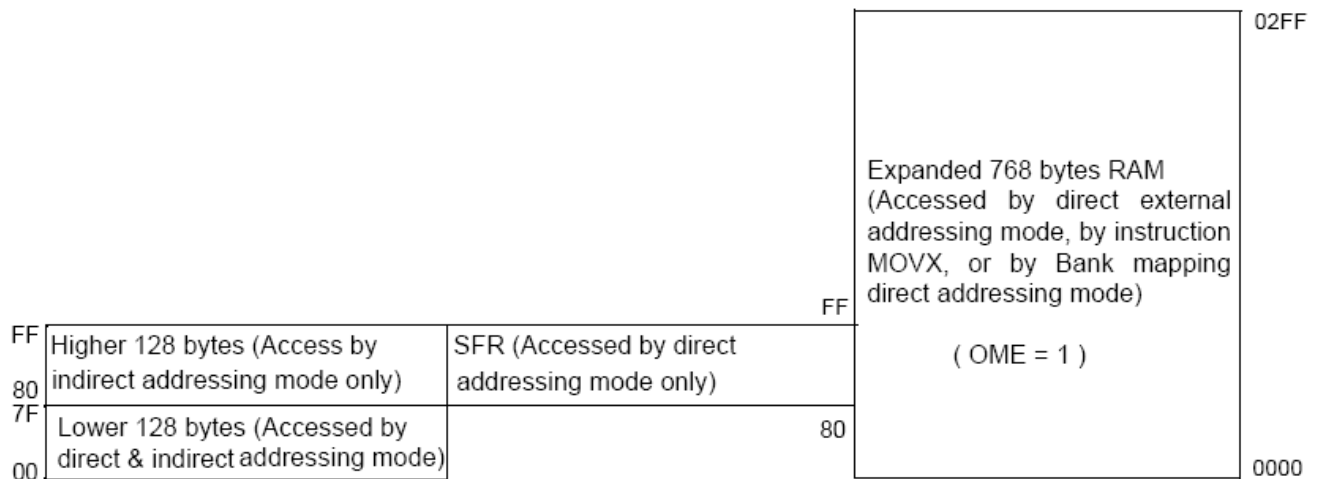 02FF
Expanded 768 bytes RAM
(Accessed by direct external
addressing mode, by instruction
MOVX, or by Bank mapping
direct addressing mode)
( OME = 1 )
0000
FF
Higher 128 bytes (Access by
indirect addressing mode only)
80
7F
Lower 128 bytes (Accessed by
direct & indirect addressing mode)
00
FF
SFR (Accessed by direct
addressing mode only)
80